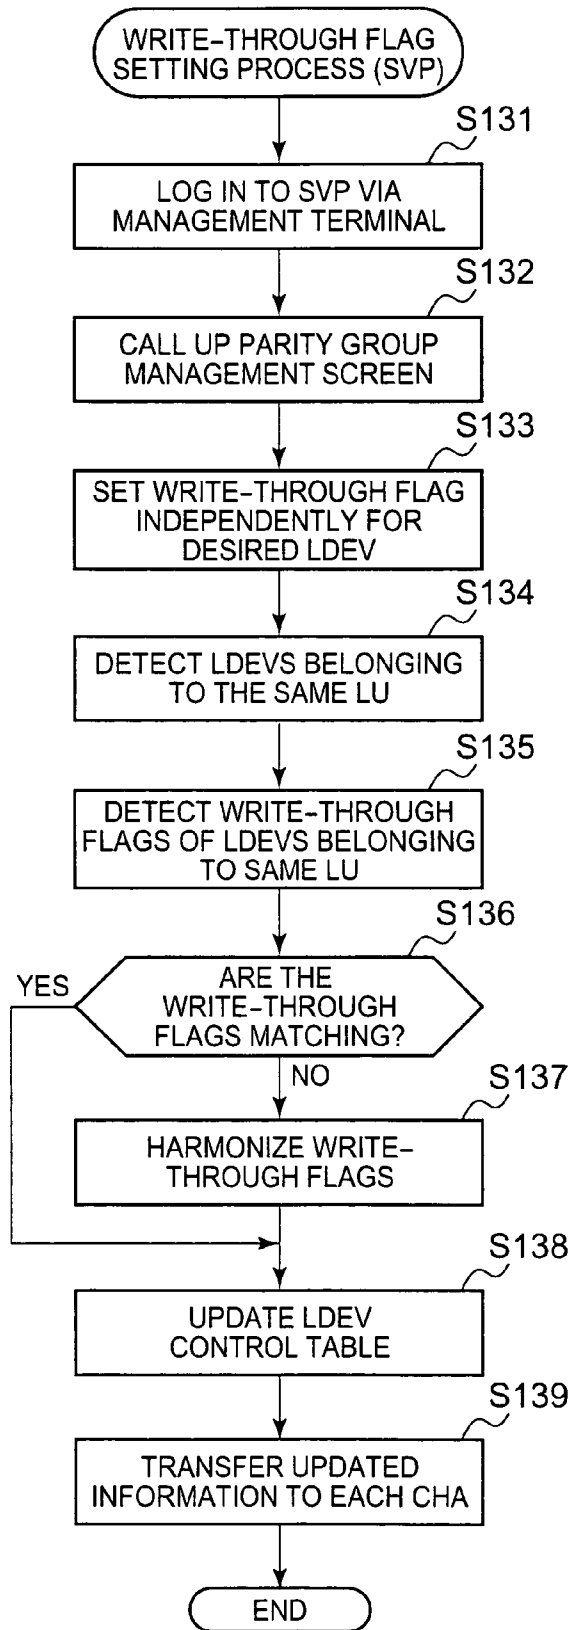 WRITE-THROUGH FLAG
SETTING PROCESS (SVP)
S131
LOG IN TO SVP VIA
MANAGEMENT TERMINAL
S132
CALL UP PARITY GROUP
MANAGEMENT SCREEN
S133
SET WRITE-THROUGH FLAG
INDEPENDENTLY FOR
DESIRED LDEV
S134
DETECT LDEVS BELONGING
TO THE SAME LU
S135
DETECT WRITE-THROUGH
FLAGS OF LDEVS BELONGING
TO SAME LU
S136
ARE THE
WRITE-THROUGH
FLAGS MATCHING?
YES
NO
S137
HARMONIZE WRITE-
THROUGH FLAGS
S138
UPDATE LDEV
CONTROL TABLE
S139
TRANSFER UPDATED
INFORMATION TO EACH CHA
END